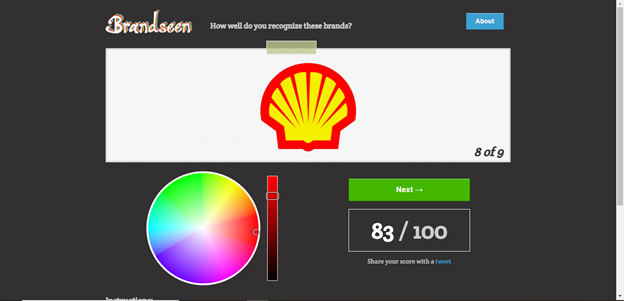 Brandseen
How well do you recognize these brands?
About
8 of 9
Next →
83 / 100
Share your score with a tweet